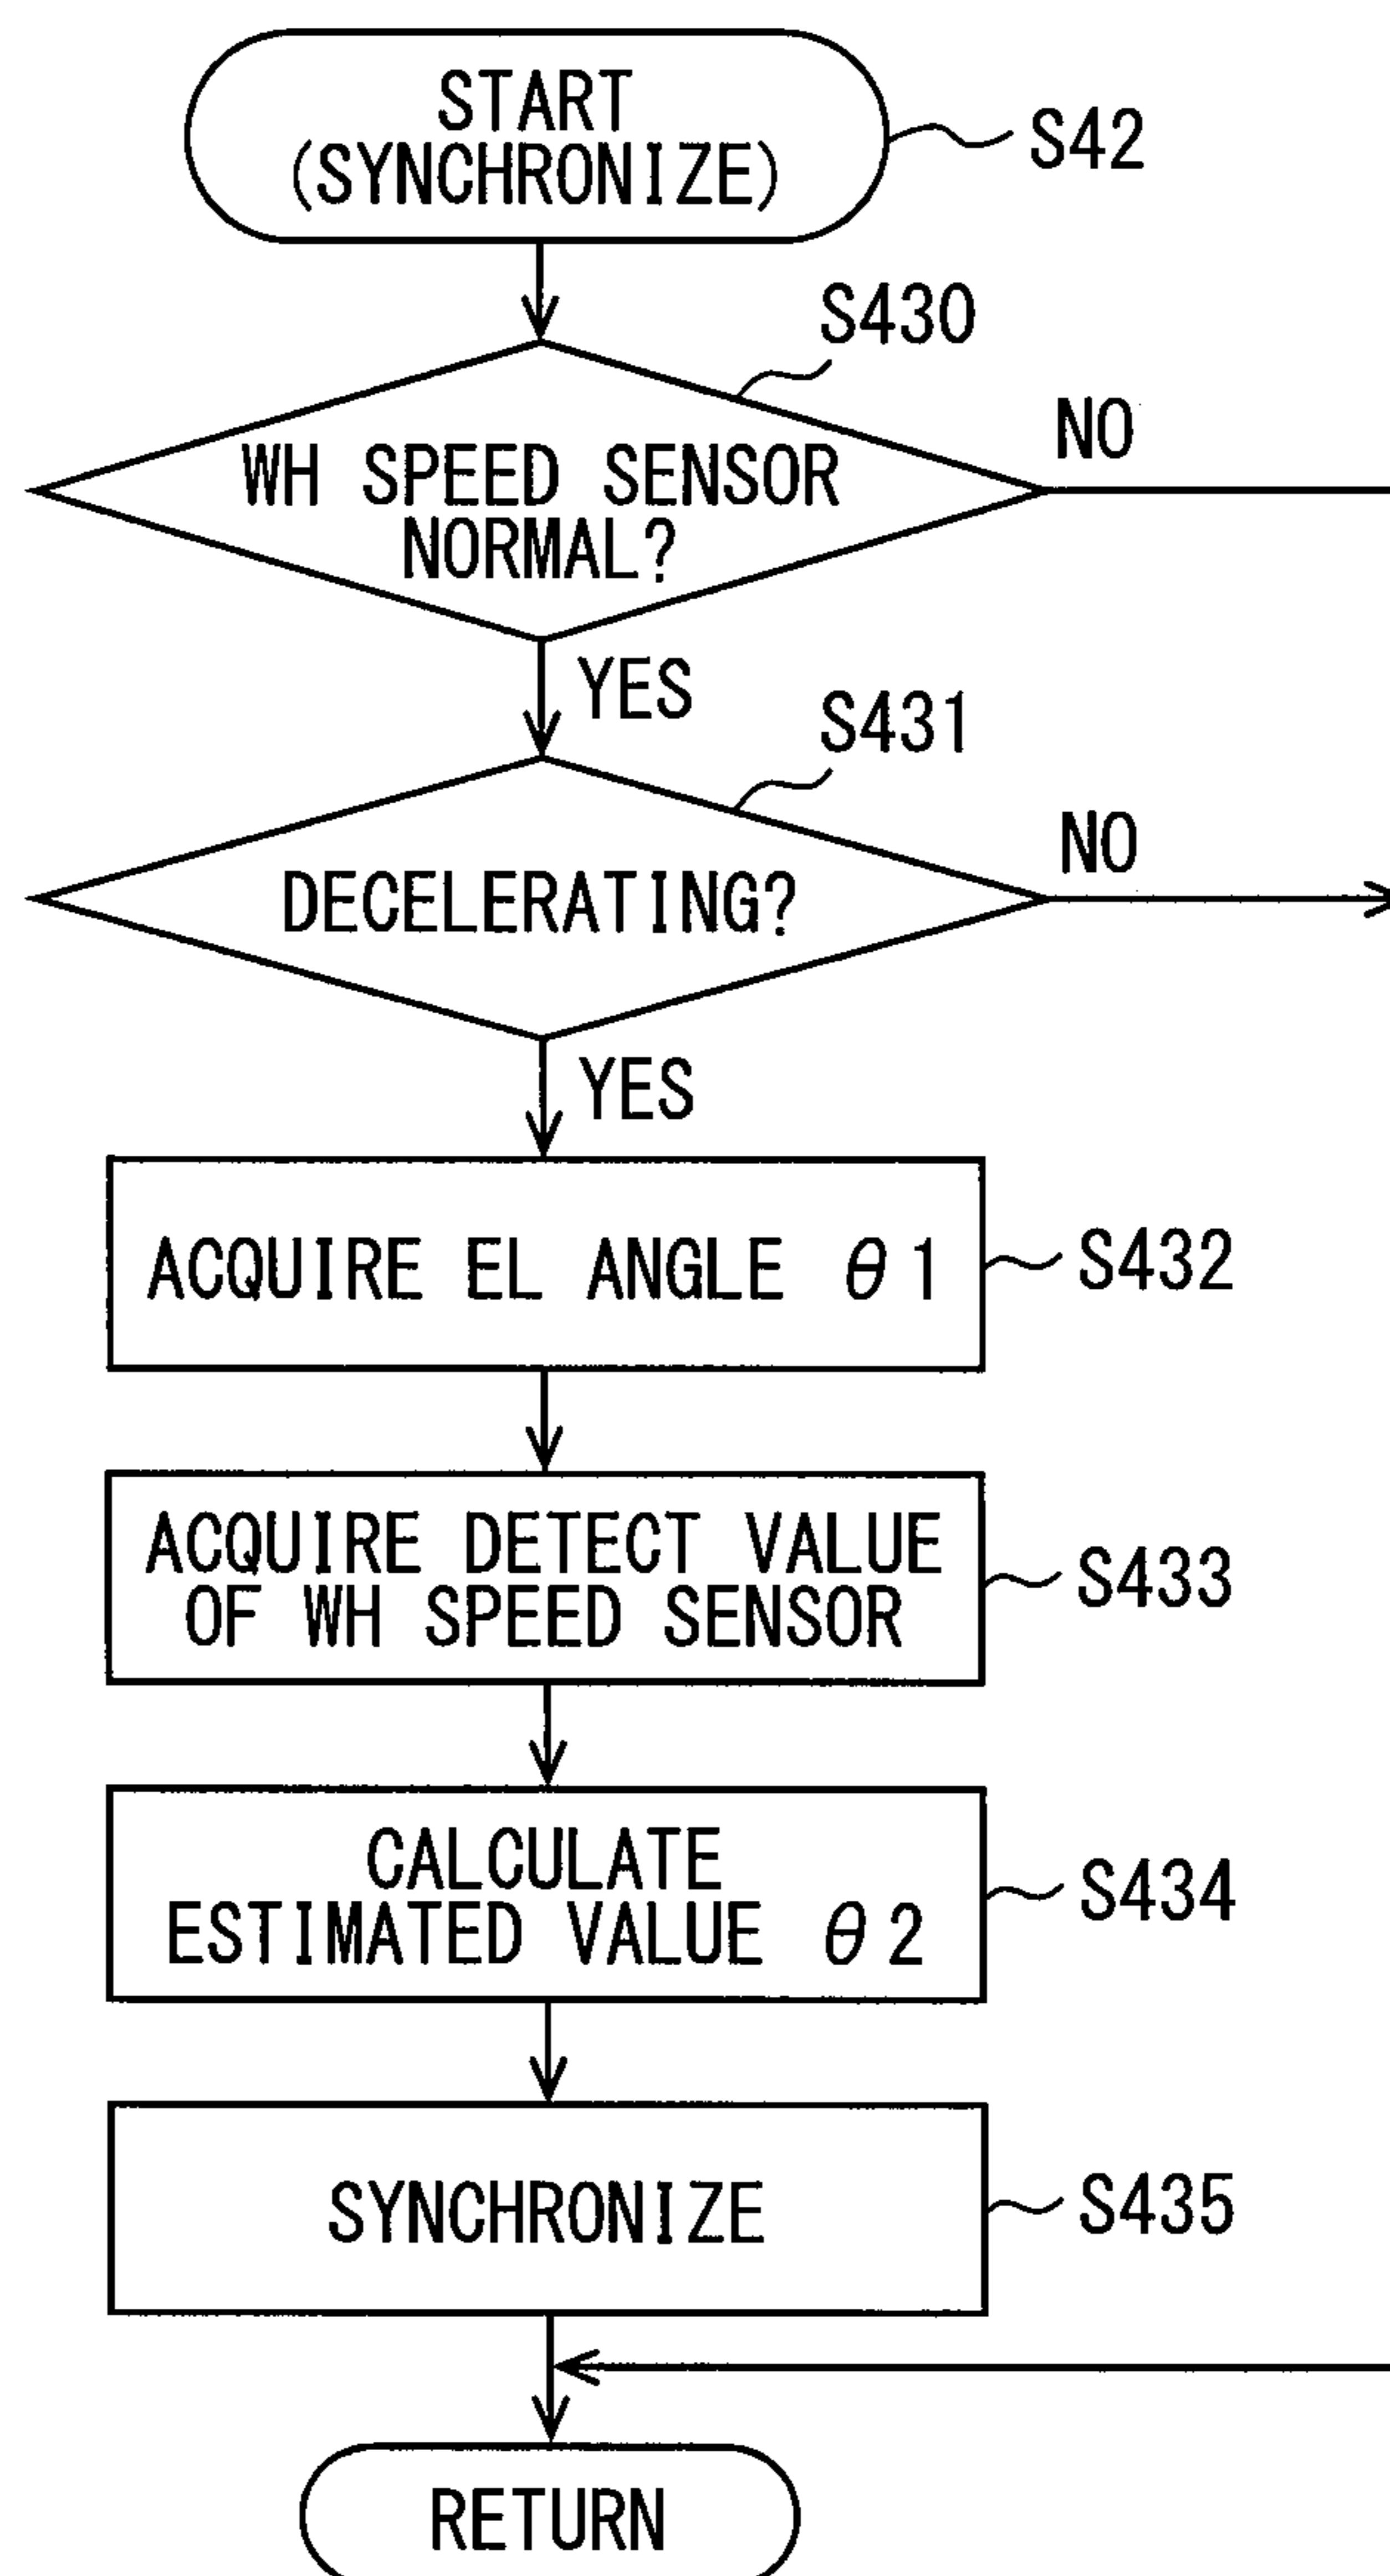 START
(SYNCHRONIZE)
S42
S430
NO
WH SPEED SENSOR
NORMAL?
YES
S431
NO
DECELERATING?
YES
ACQUIRE EL ANGLE θ1
S432
ACQUIRE DETECT VALUE
OF WH SPEED SENSOR
S433
CALCULATE
ESTIMATED VALUE θ2
S434
SYNCHRONIZE
S435
RETURN